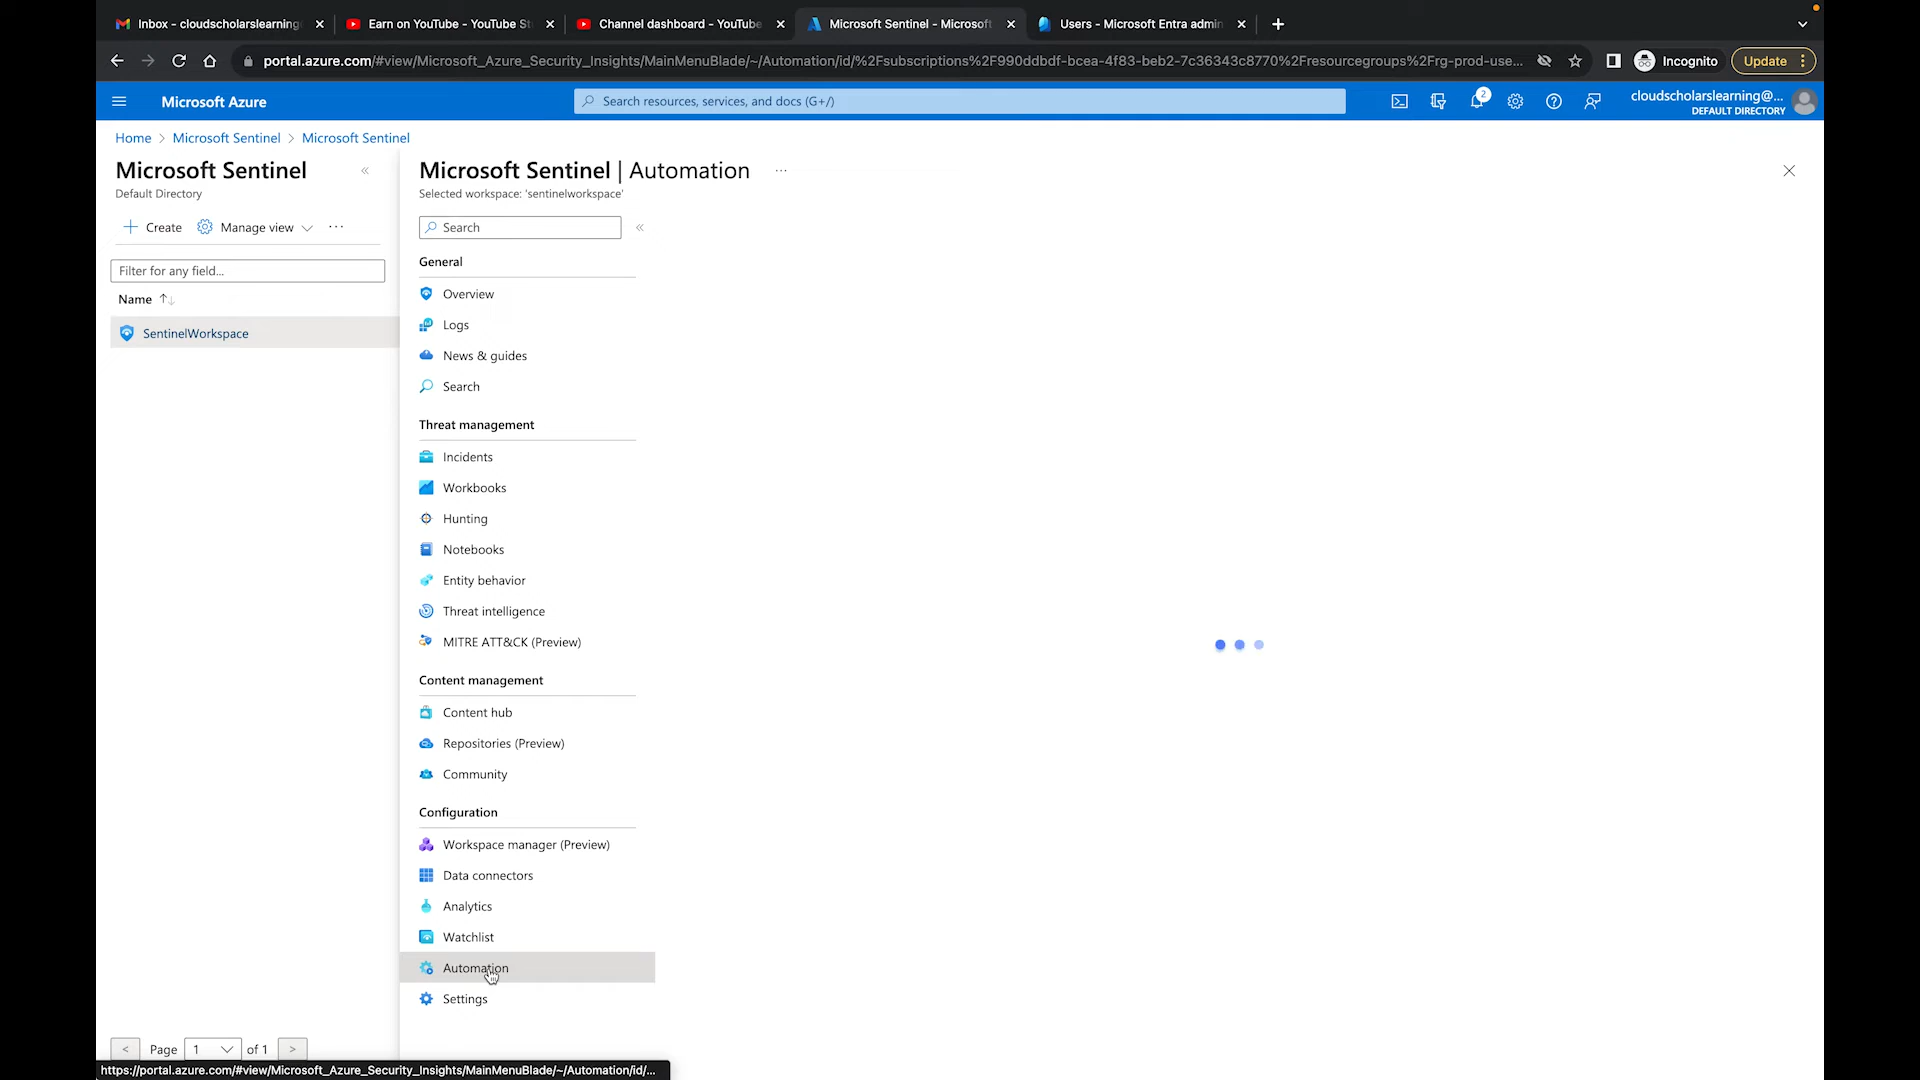 Inbox - cloudscholarslearning
Earn on YouTube - YouTube St
Channel dashboard - YouTube
Microsoft Sentinel - Microsoft
Users - Microsoft Entra admin
portal.azure.com/#view/Microsoft_Azure_Security_Insights/MainMenuBlade/~/Automation/id/%2Fsubscriptions%2F990ddbdf-bcea-4f83-beb2-7c36343c8770%2Fresourcegroups%2Frg-prod-use...
Incognito
Update
Microsoft Azure
Search resources, services, and docs (G+/)
2
cloudscholarslearning@...
DEFAULT DIRECTORY
Home > Microsoft Sentinel > Microsoft Sentinel
Microsoft Sentinel
Default Directory
Create
Manage view
Filter for any field...
Name
SentinelWorkspace
< Page 1 of 1 >
Microsoft Sentinel | Automation
Selected workspace: 'sentinelworkspace'
Search
General
Overview
Logs
News & guides
Search
Threat management
Incidents
Workbooks
Hunting
Notebooks
Entity behavior
Threat intelligence
MITRE ATT&CK (Preview)
Content management
Content hub
Repositories (Preview)
Community
Configuration
Workspace manager (Preview)
Data connectors
Analytics
Watchlist
Automation
Settings
https://portal.azure.com/#view/Microsoft_Azure_Security_Insights/MainMenuBlade/~/Automation/id/...